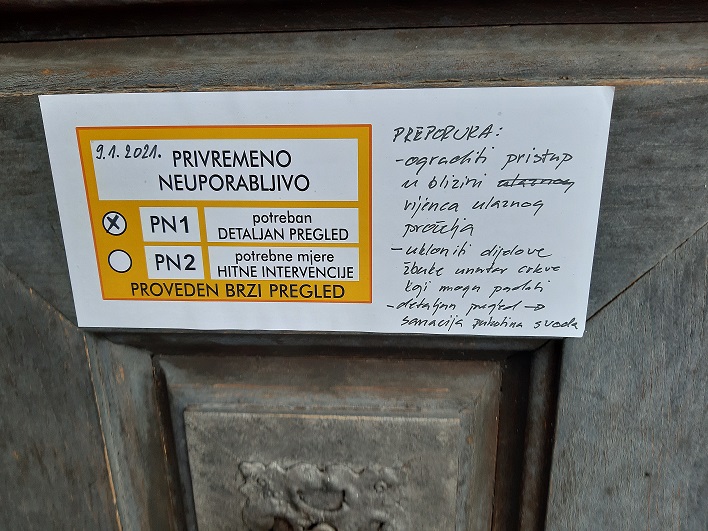 9.1.2021.
PRIVREMENO
NEUPORABLJIVO
PN1
potreban
DETALJAN PREGLED
PN2
potrebne mjere
HITNE INTERVENCIJE
PROVEDEN BRZI PREGLED
PREPORUKA:
- ograditi pristup
u blizini ulaznog
vijenca ulaznog
pročelja
- ukloniti dijelove
žbuke unutar crkve
koji mogu padati
- detaljan pregled →
sanacija pukotina svoda